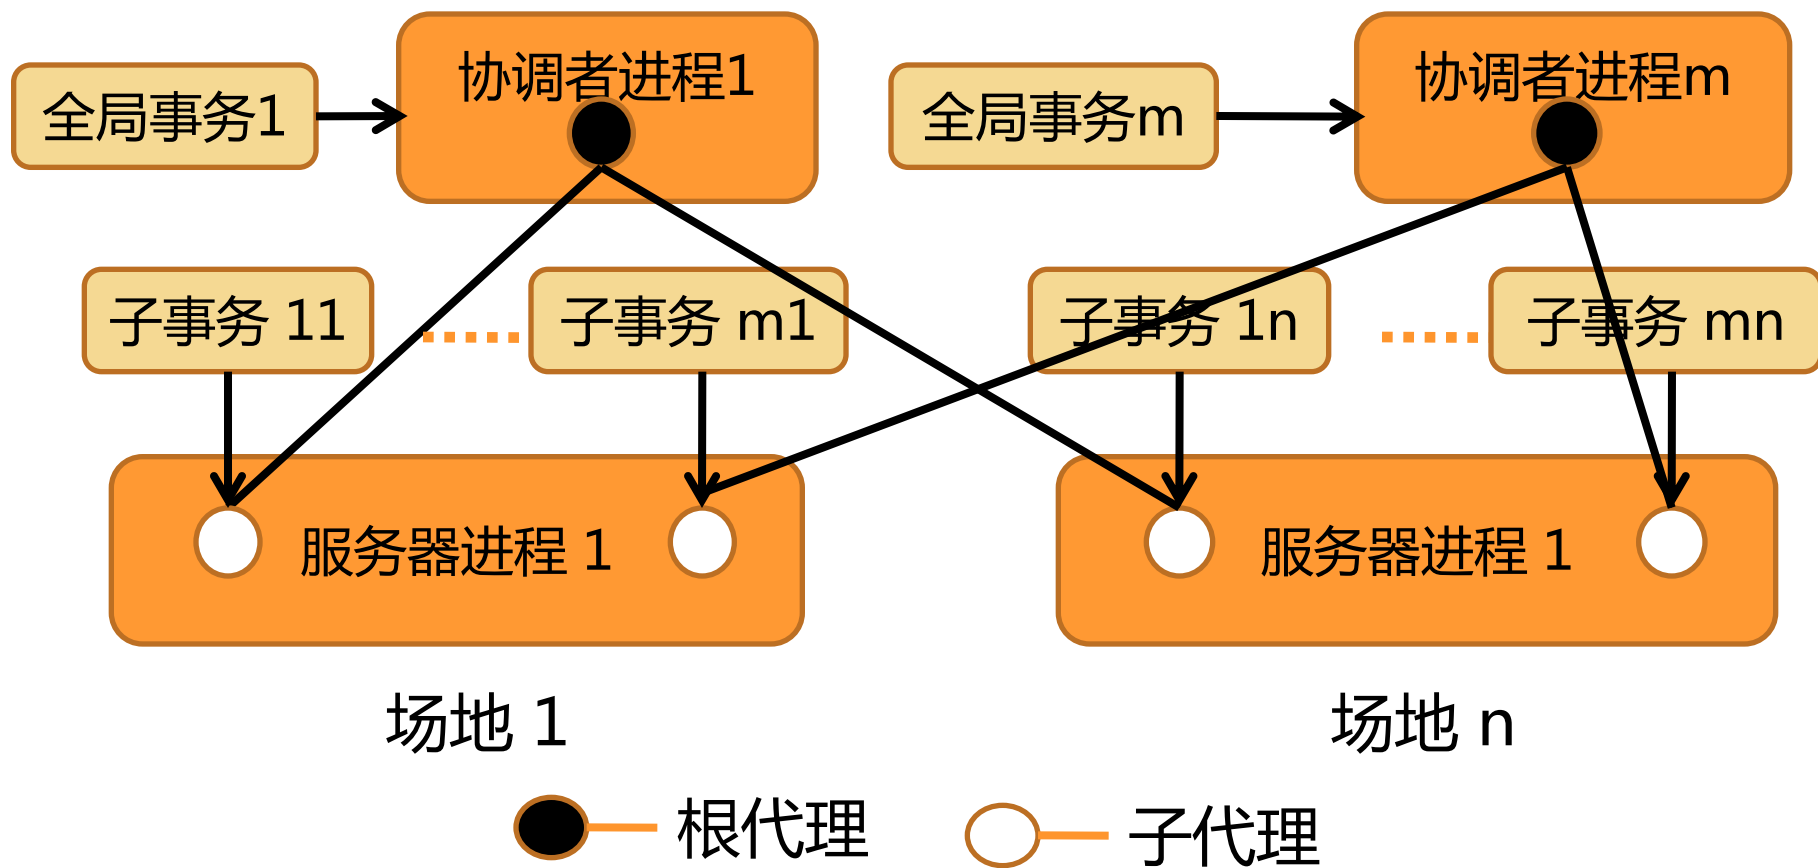 协调者进程1
协调者进程m
全局事务1
全局事务m
子事务 11
子事务 m1
子事务 1n
子事务 mn
服务器进程 1
服务器进程 1
场地 1
场地 n
根代理
子代理